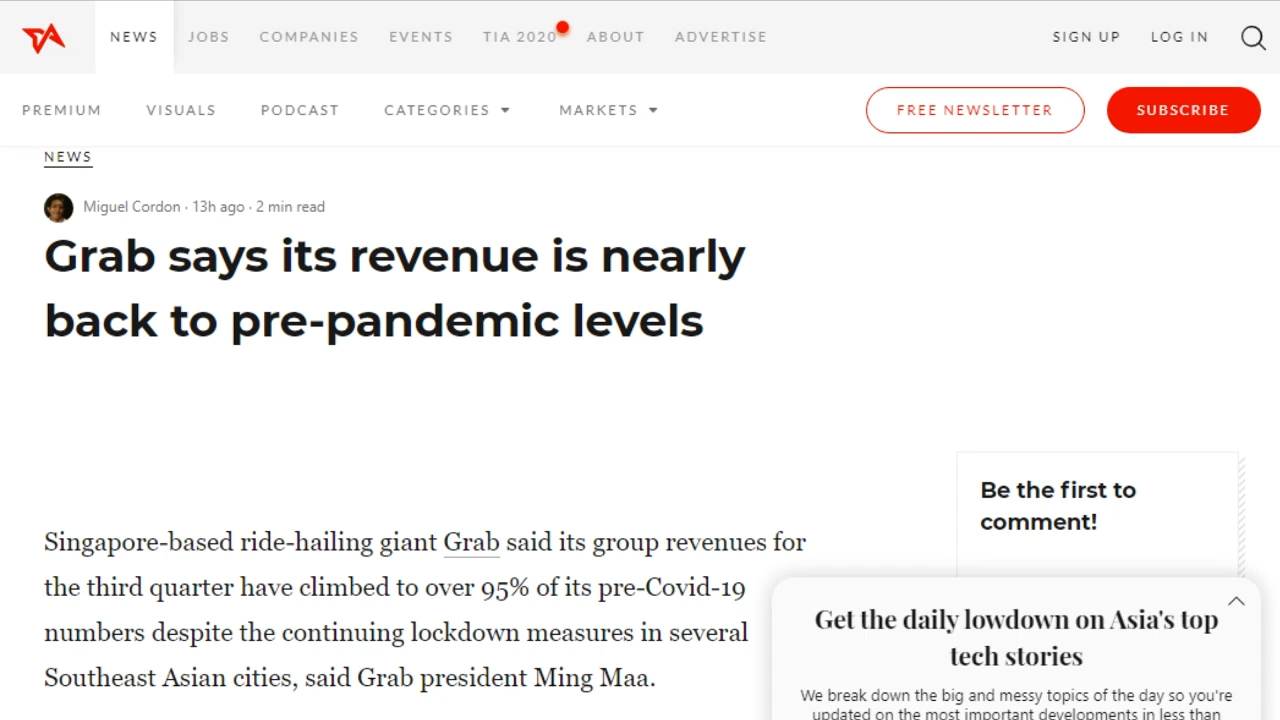 NEWS JOBS COMPANIES EVENTS TIA 2020 ABOUT ADVERTISE SIGN UP LOG IN
PREMIUM VISUALS PODCAST CATEGORIES MARKETS FREE NEWSLETTER SUBSCRIBE
NEWS
Miguel Cordon · 13h ago · 2 min read
Grab says its revenue is nearly
back to pre-pandemic levels
Singapore-based ride-hailing giant Grab said its group revenues for
the third quarter have climbed to over 95% of its pre-Covid-19
numbers despite the continuing lockdown measures in several
Southeast Asian cities, said Grab president Ming Maa.
Be the first to
comment!
Get the daily lowdown on Asia's top
tech stories
We break down the big and messy topics of the day so you're
updated on the most important developments in less than